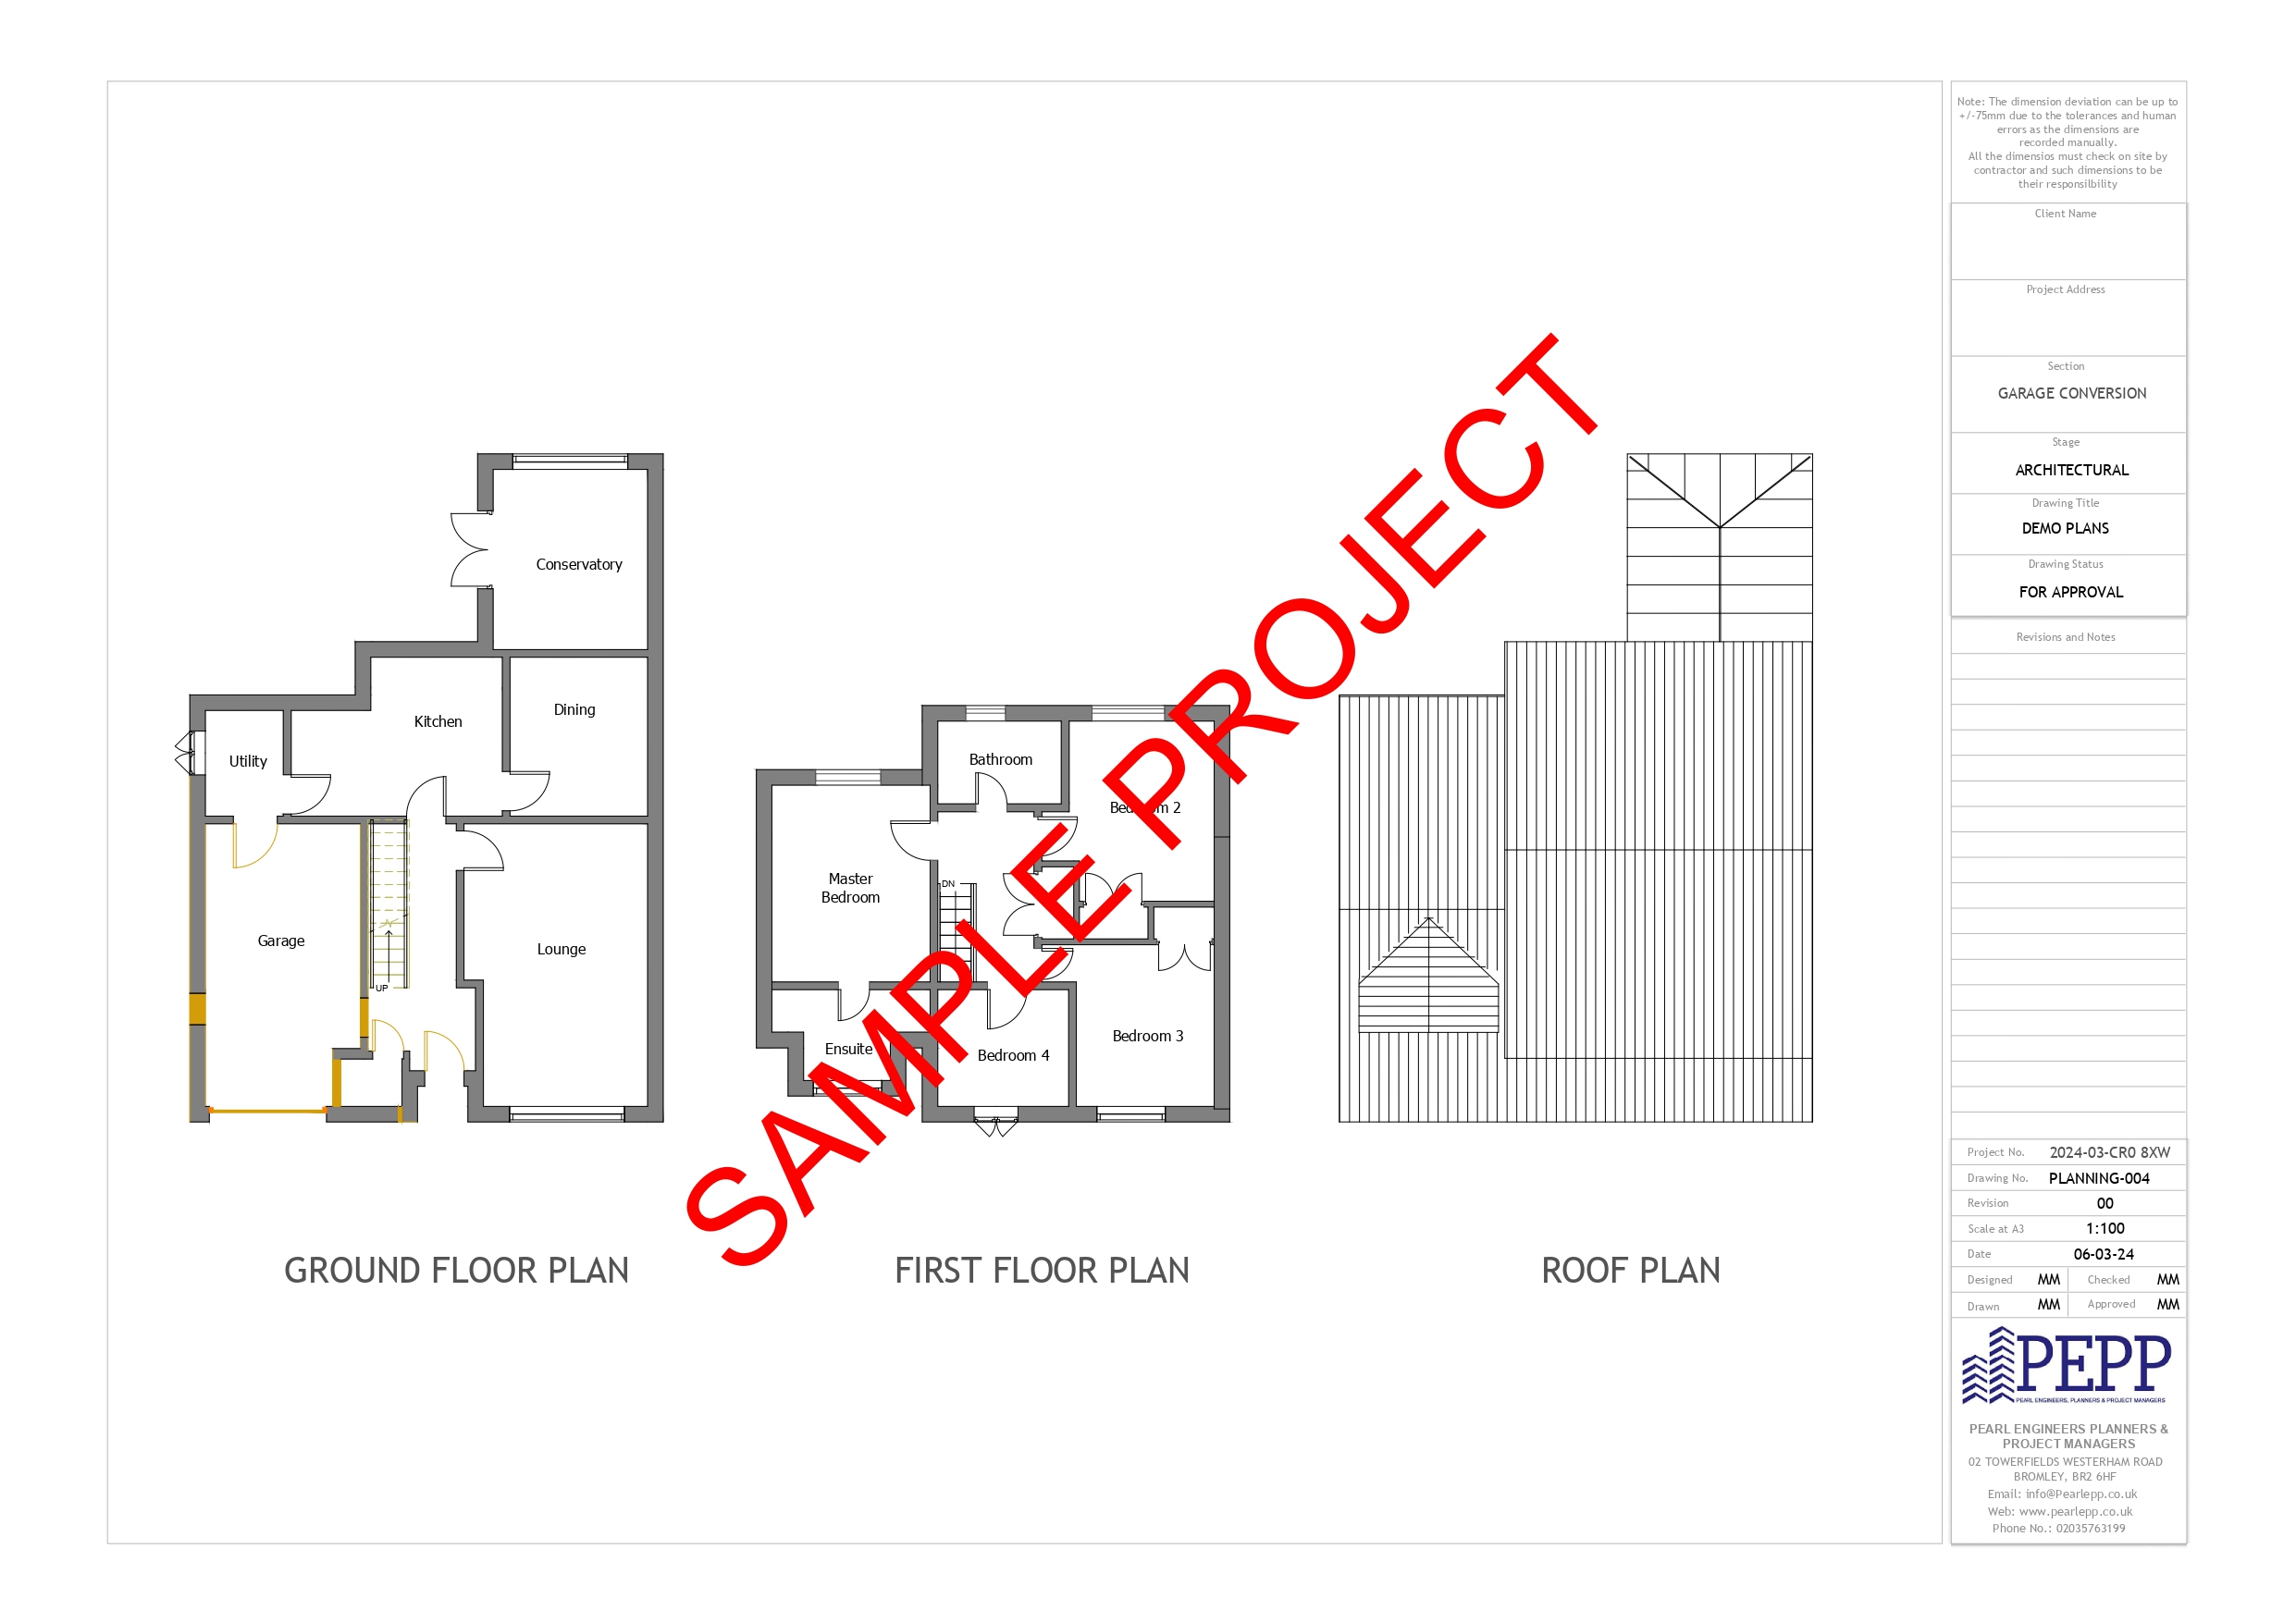 Note: The dimension deviation can be up to
+/-75mm due to the tolerances and human
errors as the dimensions are
recorded manually.
All the dimensios must check on site by
contractor and such dimensions to be
their responsilbility
Client Name
Project Address
Section
GARAGE CONVERSION
Stage
ARCHITECTURAL
Drawing Title
DEMO PLANS
Drawing Status
FOR APPROVAL
Revisions and Notes
Conservatory
Kitchen
Dining
Utility
Garage
Lounge
UP
Bathroom
Bedroom 2
Master
Bedroom
DN
Ensuite
Bedroom 4
Bedroom 3
SAMPLE PROJECT
GROUND FLOOR PLAN
FIRST FLOOR PLAN
ROOF PLAN
Project No. 2024-03-CR0 8XW
Drawing No. PLANNING-004
Revision 00
Scale at A3 1:100
Date 06-03-24
Designed MM Checked MM
Drawn MM Approved MM
PEPP
PEARL ENGINEERS, PLANNERS & PROJECT MANAGERS
PEARL ENGINEERS PLANNERS &
PROJECT MANAGERS
02 TOWERFIELDS WESTERHAM ROAD
BROMLEY, BR2 6HF
Email: info@Pearlepp.co.uk
Web: www.pearlepp.co.uk
Phone No.: 02035763199